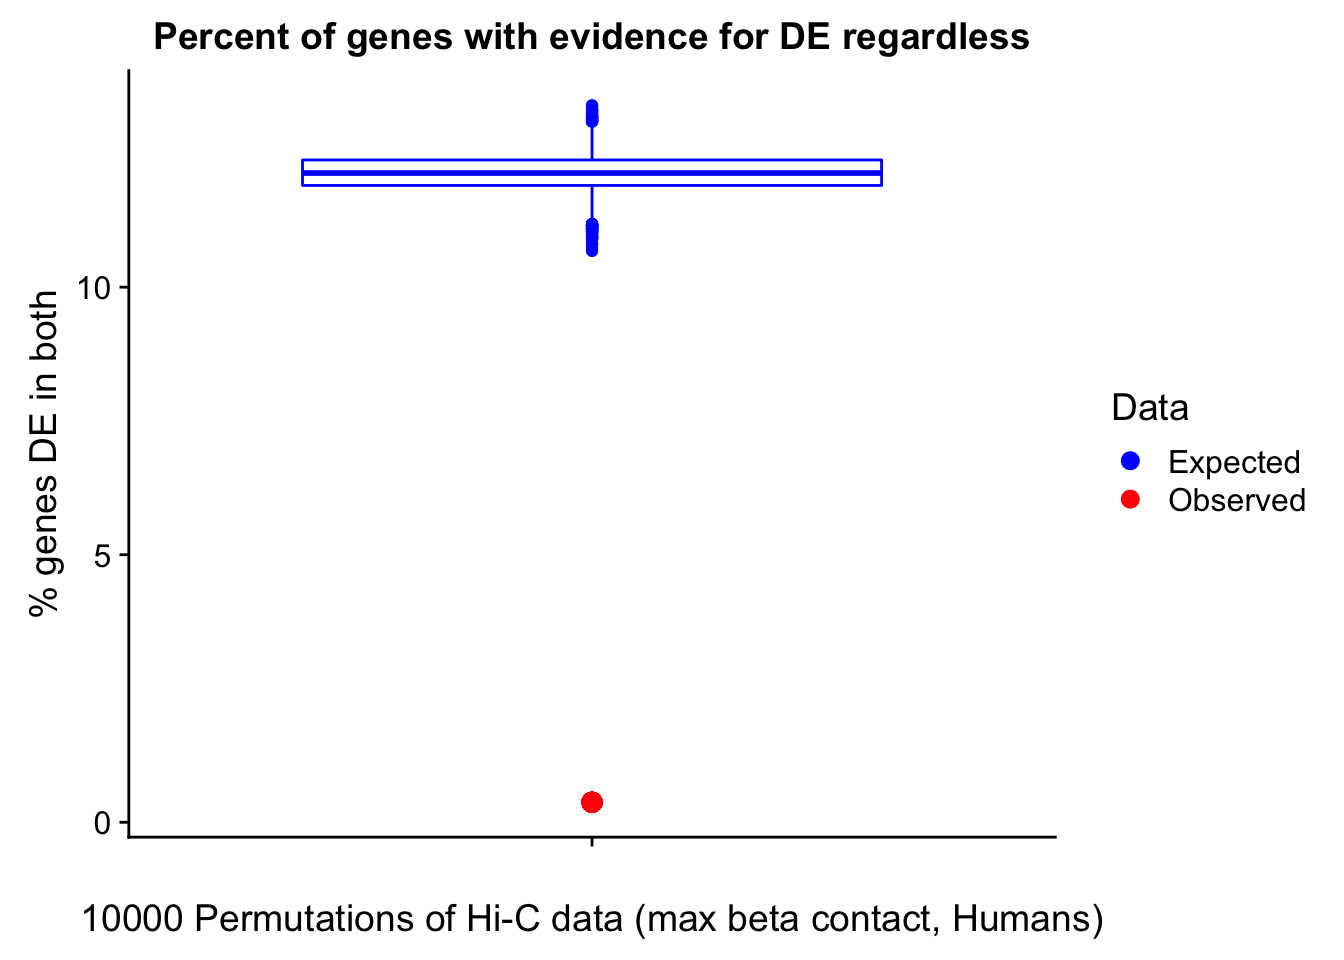 Percent of genes with evidence for DE regardless
% genes DE in both
10
5
0
10000 Permutations of Hi-C data (max beta contact, Humans)
Data
Expected
Observed